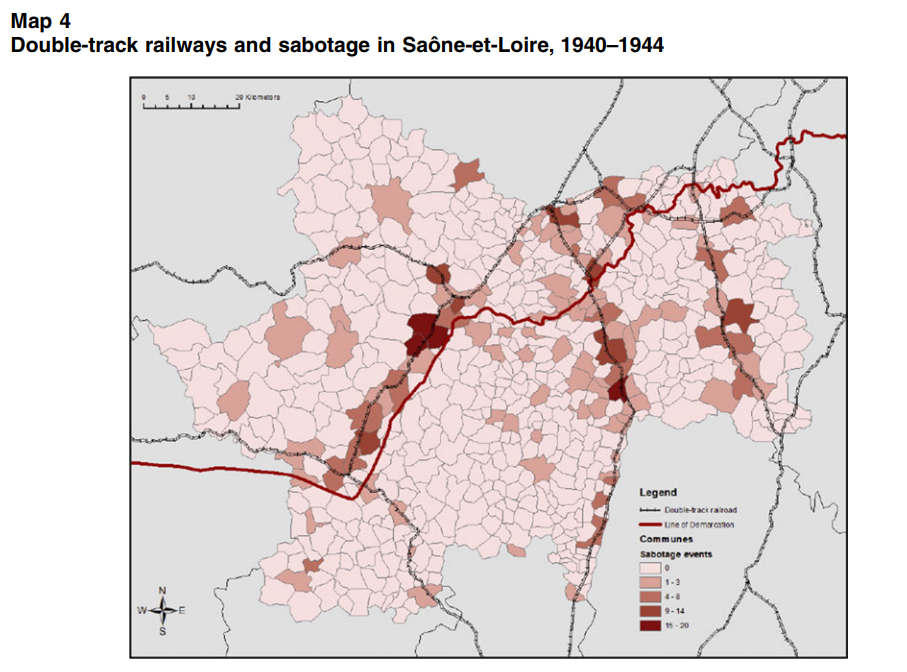 Map 4
Double-track railways and sabotage in Saône-et-Loire, 1940–1944
0 5 10 20 Kilometers
Legend
Double-track railroad
Line of Demarcation
Communes
Sabotage events
0
1 - 3
4 - 8
9 - 14
15 - 20
N
W E
S